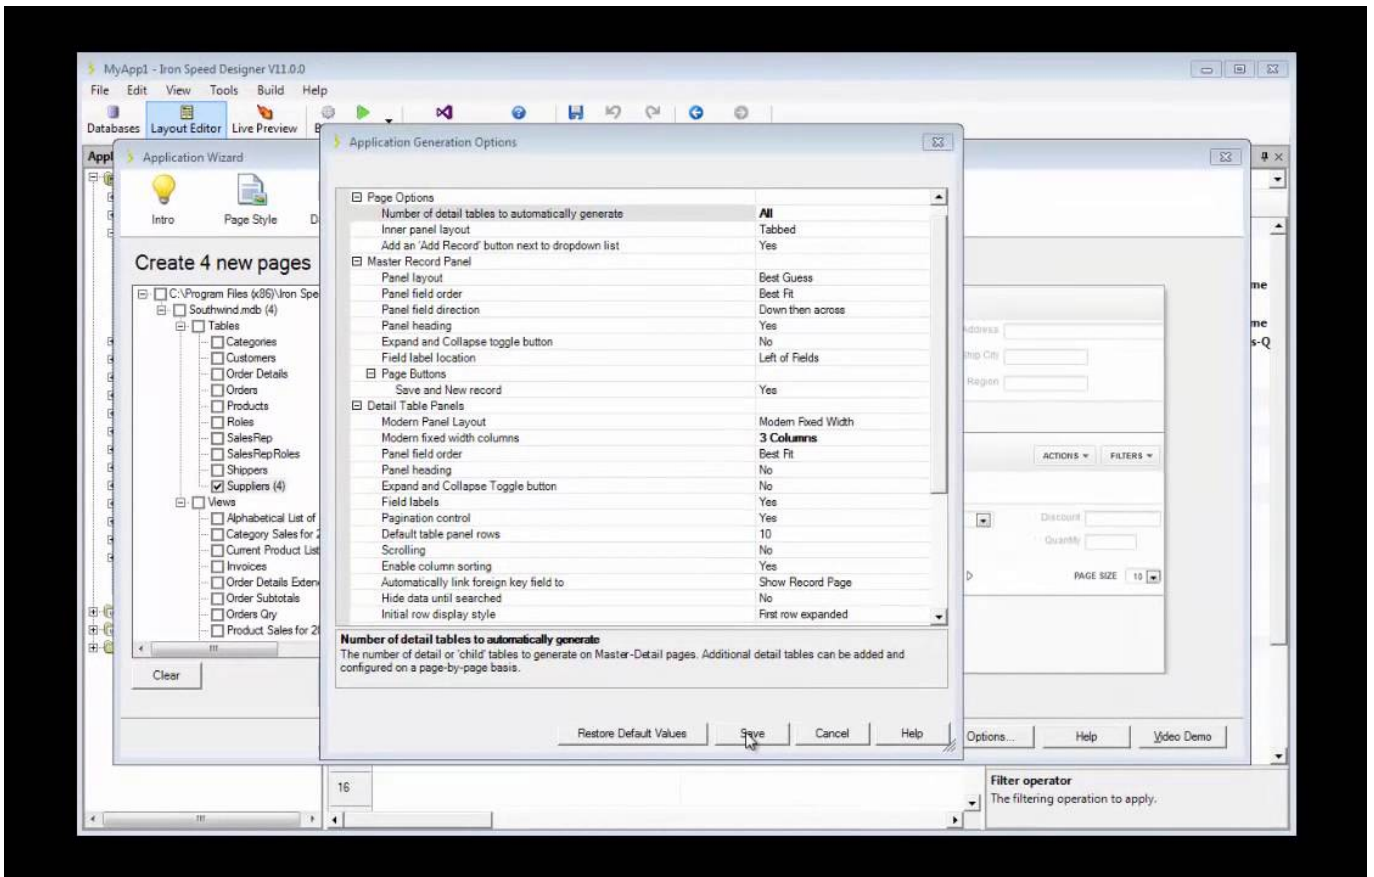 MyApp1 - Iron Speed Designer V11.0.0
File Edit View Tools Build Help
Databases Layout Editor Live Preview
Application Wizard
Intro Page Style
Create 4 new pages
C:\Program Files (x86)\Iron Spe
Southwind.mdb (4)
Tables
Categories
Customers
Order Details
Orders
Products
Roles
SalesRep
SalesRepRoles
Shippers
Suppliers (4)
Views
Alphabetical List of
Category Sales for 2
Current Product List
Invoices
Order Details Exten
Order Subtotals
Orders Qry
Product Sales for 2
Clear
Application Generation Options
Page Options
Number of detail tables to automatically generate All
Inner panel layout Tabbed
Add an 'Add Record' button next to dropdown list Yes
Master Record Panel
Panel layout Best Guess
Panel field order Best Fit
Panel field direction Down then across
Panel heading Yes
Expand and Collapse toggle button No
Field label location Left of Fields
Page Buttons
Save and New record Yes
Detail Table Panels
Modern Panel Layout Modern Fixed Width
Modern fixed width columns 3 Columns
Panel field order Best Fit
Panel heading No
Expand and Collapse Toggle button No
Field labels Yes
Pagination control Yes
Default table panel rows 10
Scrolling No
Enable column sorting Yes
Automatically link foreign key field to Show Record Page
Hide data until searched No
Initial row display style First row expanded
Number of detail tables to automatically generate
The number of detail or 'child' tables to generate on Master-Detail pages. Additional detail tables can be added and
configured on a page-by-page basis.
Restore Default Values Save Cancel Help
Address
Ship City
Region
ACTIONS FILTERS
Discount
Quantity
PAGE SIZE 10
Options... Help Video Demo
me
me
s-Q
16
Filter operator
The filtering operation to apply.